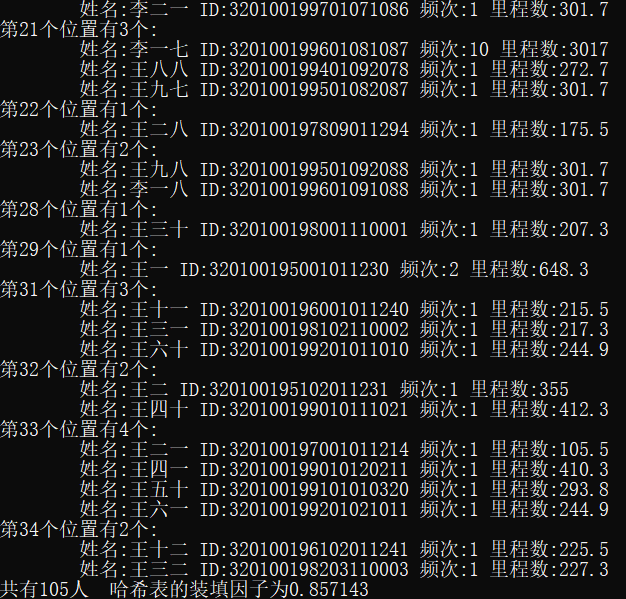 姓名:李二一 ID:320100199701071086 频次:1 里程数:301.7
第21个位置有3个:
姓名:李一七 ID:320100199601081087 频次:10 里程数:3017
姓名:王八八 ID:320100199401092078 频次:1 里程数:272.7
姓名:王九七 ID:320100199501082087 频次:1 里程数:301.7
第22个位置有1个:
姓名:王二八 ID:320100197809011294 频次:1 里程数:175.5
第23个位置有2个:
姓名:王九八 ID:320100199501092088 频次:1 里程数:301.7
姓名:李一八 ID:320100199601091088 频次:1 里程数:301.7
第28个位置有1个:
姓名:王三十 ID:320100198001110001 频次:1 里程数:207.3
第29个位置有1个:
姓名:王一 ID:320100195001011230 频次:2 里程数:648.3
第31个位置有3个:
姓名:王十一 ID:320100196001011240 频次:1 里程数:215.5
姓名:王三一 ID:320100198102110002 频次:1 里程数:217.3
姓名:王六十 ID:320100199201011010 频次:1 里程数:244.9
第32个位置有2个:
姓名:王二 ID:320100195102011231 频次:1 里程数:355
姓名:王四十 ID:320100199010111021 频次:1 里程数:412.3
第33个位置有4个:
姓名:王二一 ID:320100197001011214 频次:1 里程数:105.5
姓名:王四一 ID:320100199010120211 频次:1 里程数:410.3
姓名:王五十 ID:320100199101010320 频次:1 里程数:293.8
姓名:王六一 ID:320100199201021011 频次:1 里程数:244.9
第34个位置有2个:
姓名:王十二 ID:320100196102011241 频次:1 里程数:225.5
姓名:王三二 ID:320100198203110003 频次:1 里程数:227.3
共有105人 哈希表的装填因子为0.857143